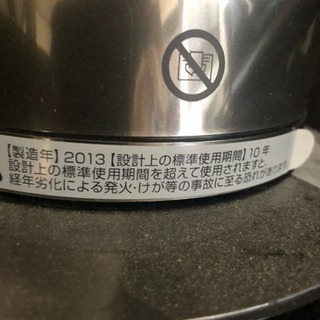 【製造年】2013【設計上の標準使用期間】10年
設計上の標準使用期間を超えて使用されますと、
経年劣化による発火・けが等の事故に至る恐れがあります。